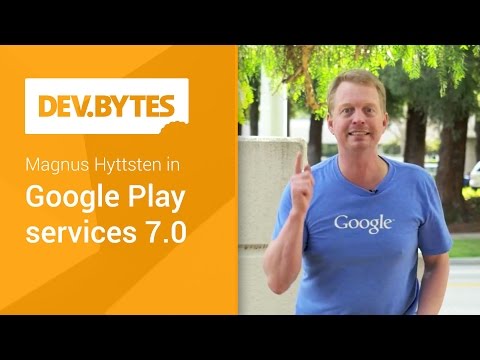 DEV.BYTES
Magnus Hyttsten in
Google Play
services 7.0
Google